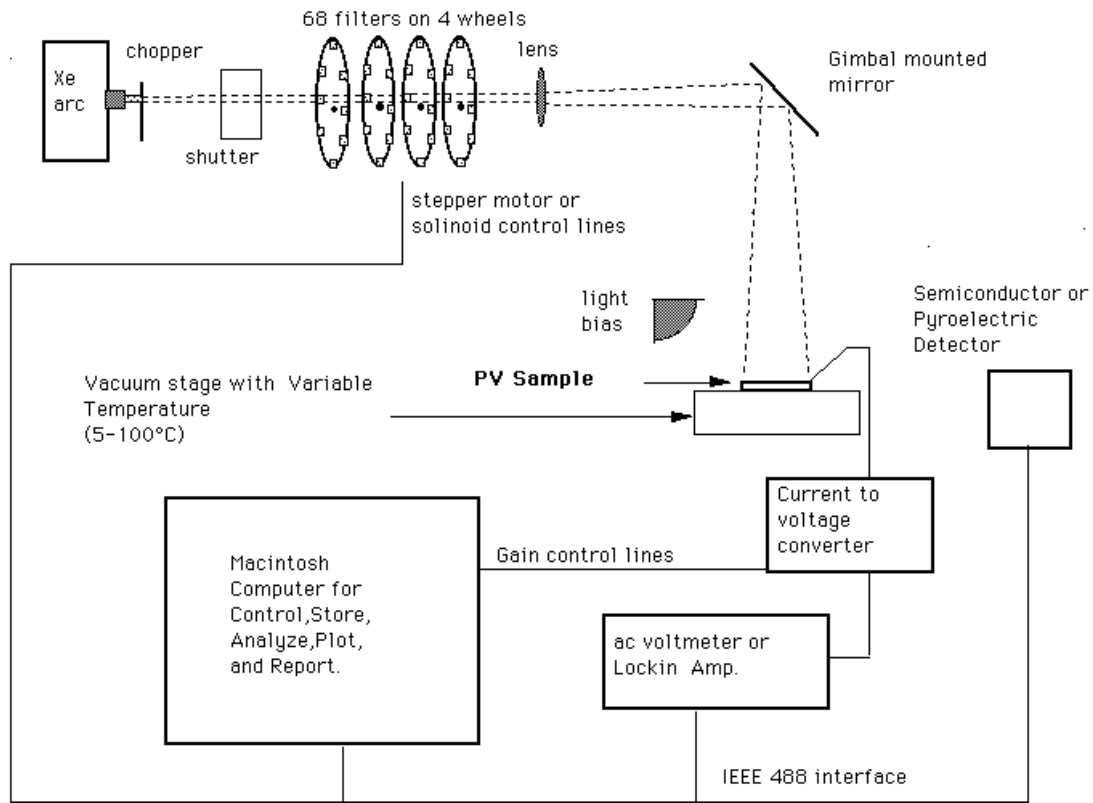 68 filters on 4 wheels
chopper
lens
Xe
arc
Gimbal mounted
mirror
shutter
stepper motor or
solinoid control lines
light
bias
Semiconductor or
Pyroelectric
Detector
Vacuum stage with Variable
Temperature
(5-100°C)
PV Sample
Current to
voltage
converter
Gain control lines
Macintosh
Computer for
Control,Store,
Analyze,Plot,
and Report.
ac voltmeter or
Lockin Amp.
IEEE 488 interface